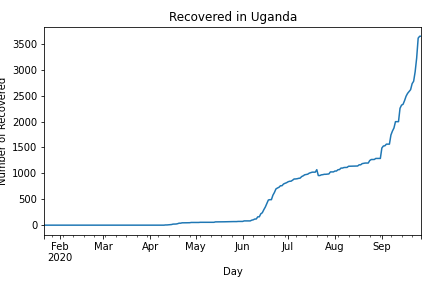 Recovered in Uganda
Number of Recovered
3500
3000
2500
2000
1500
1000
500
0
Feb
2020
Mar
Apr
May
Jun
Jul
Aug
Sep
Day